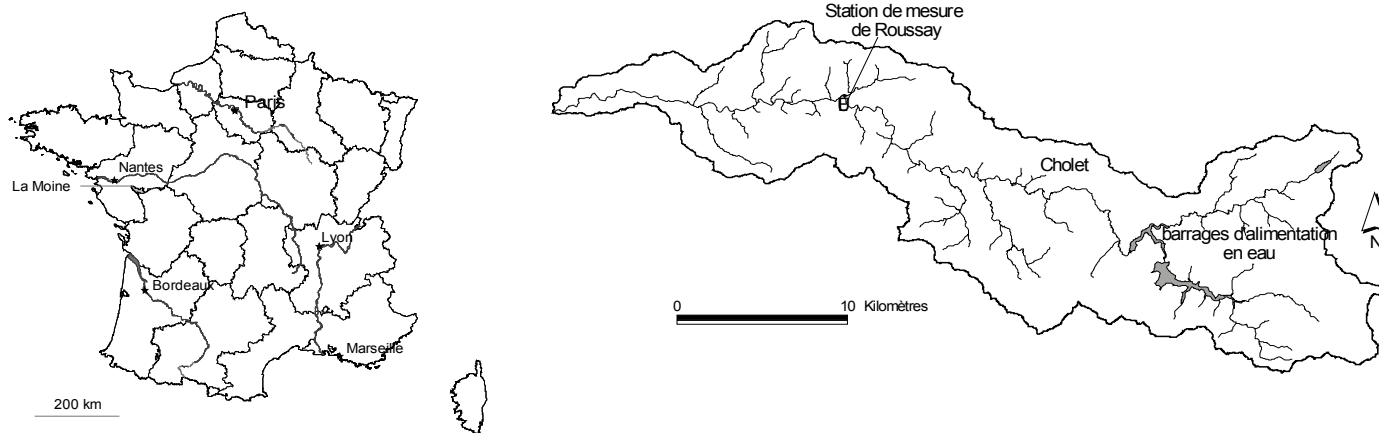 Paris
Nantes
La Moine
Lyon
Bordeaux
Marseille
200 km
Station de mesure
de Roussay
Cholet
barrages d'alimentation
en eau
0 10 Kilomètres
N